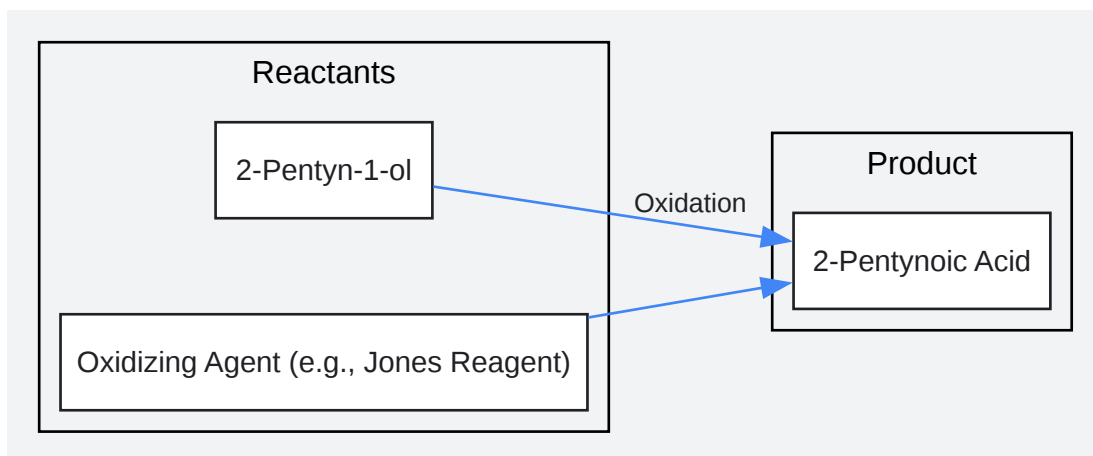 Reactants
2-Pentyn-1-ol
Oxidizing Agent (e.g., Jones Reagent)
Oxidation
Product
2-Pentynoic Acid